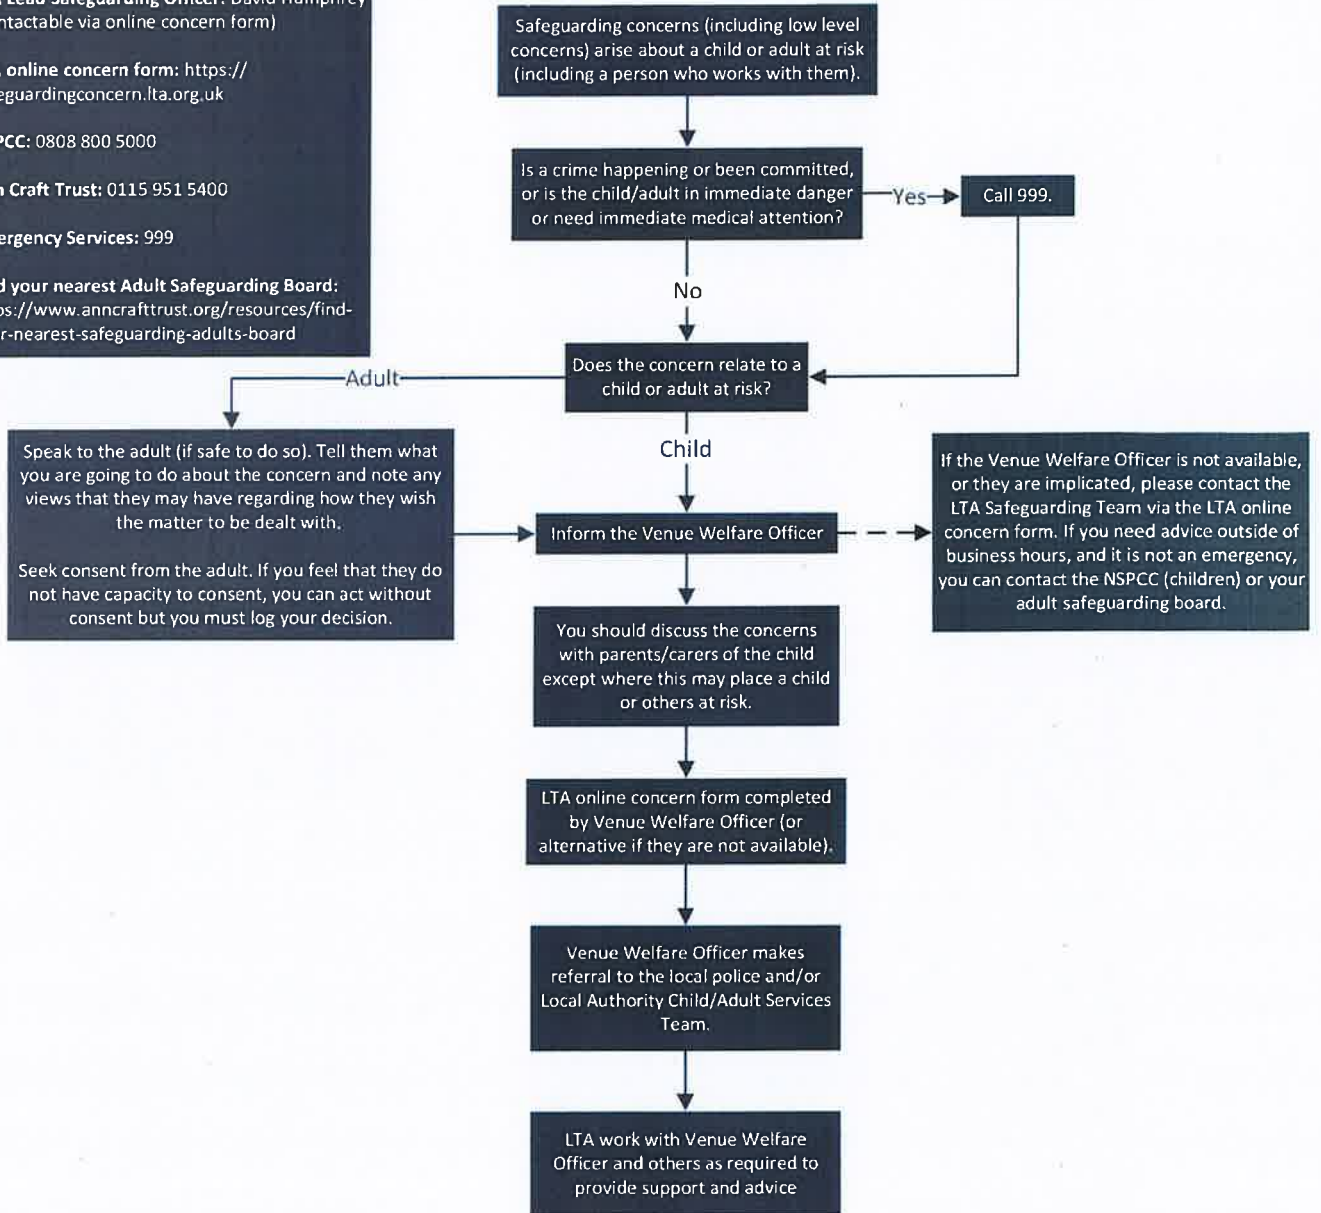 Lead Safeguarding Officer: David Humphrey
ntactable via online concern form)
online concern form: https://
eguardingconcern.lta.org.uk
PCC: 0808 800 5000
n Craft Trust: 0115 951 5400
ergency Services: 999
d your nearest Adult Safeguarding Board:
ps://www.anncrafttrust.org/resources/find-
r-nearest-safeguarding-adults-board
Safeguarding concerns (including low level
concerns) arise about a child or adult at risk
(including a person who works with them).
Is a crime happening or been committed,
or is the child/adult in immediate danger
or need immediate medical attention?
Yes
Call 999.
No
Does the concern relate to a
child or adult at risk?
Adult
Child
Speak to the adult (if safe to do so). Tell them what
you are going to do about the concern and note any
views that they may have regarding how they wish
the matter to be dealt with.
Seek consent from the adult. If you feel that they do
not have capacity to consent, you can act without
consent but you must log your decision.
Inform the Venue Welfare Officer
If the Venue Welfare Officer is not available,
or they are implicated, please contact the
LTA Safeguarding Team via the LTA online
concern form. If you need advice outside of
business hours, and it is not an emergency,
you can contact the NSPCC (children) or your
adult safeguarding board.
You should discuss the concerns
with parents/carers of the child
except where this may place a child
or others at risk.
LTA online concern form completed
by Venue Welfare Officer (or
alternative if they are not available).
Venue Welfare Officer makes
referral to the local police and/or
Local Authority Child/Adult Services
Team.
LTA work with Venue Welfare
Officer and others as required to
provide support and advice